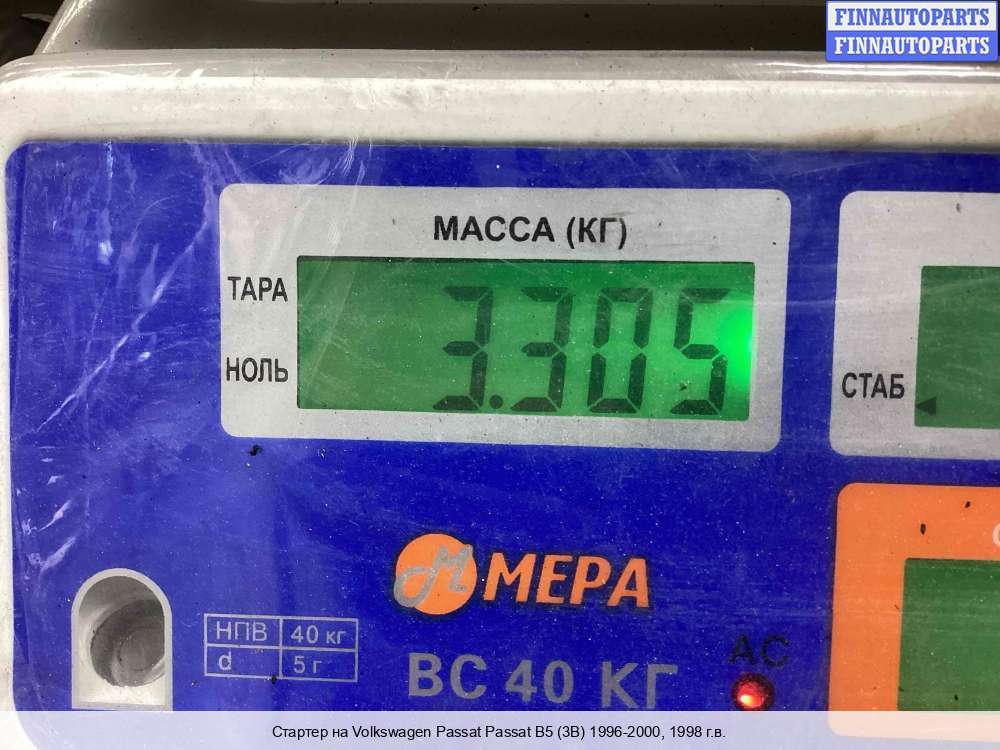 FINNAUTOPARTS
FINNAUTOPARTS
МАССА (КГ)
ТАРА
3.305
НОЛЬ
СТАБ
МЕРА
НПВ 40 кг
d 5 г
ВС 40 КГ
AC
Стартер на Volkswagen Passat Passat B5 (3B) 1996-2000, 1998 г.в.